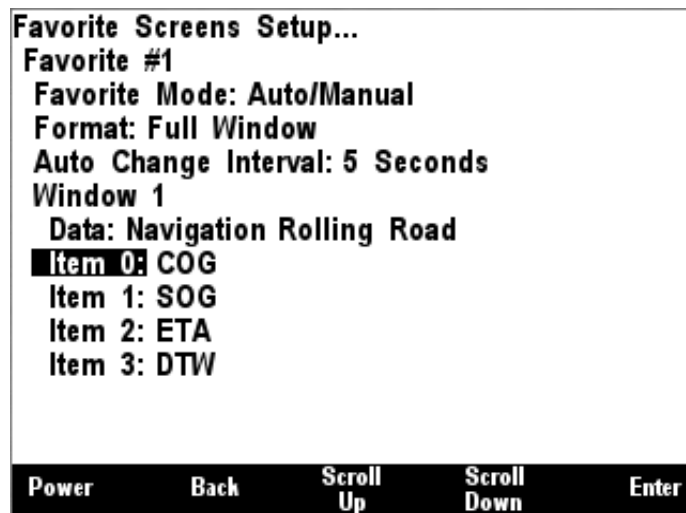 Favorite Screens Setup...
Favorite #1
Favorite Mode: Auto/Manual
Format: Full Window
Auto Change Interval: 5 Seconds
Window 1
Data: Navigation Rolling Road
Item 0: COG
Item 1: SOG
Item 2: ETA
Item 3: DTW
Power Back Scroll Up Scroll Down Enter